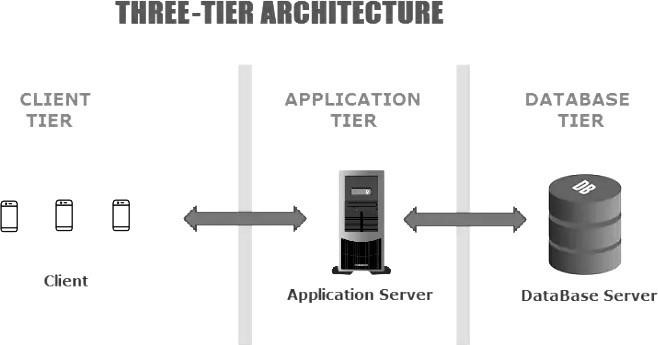 THREE-TIER ARCHITECTURE
CLIENT
TIER
APPLICATION
TIER
DATABASE
TIER
DB
Client
Application Server
DataBase Server